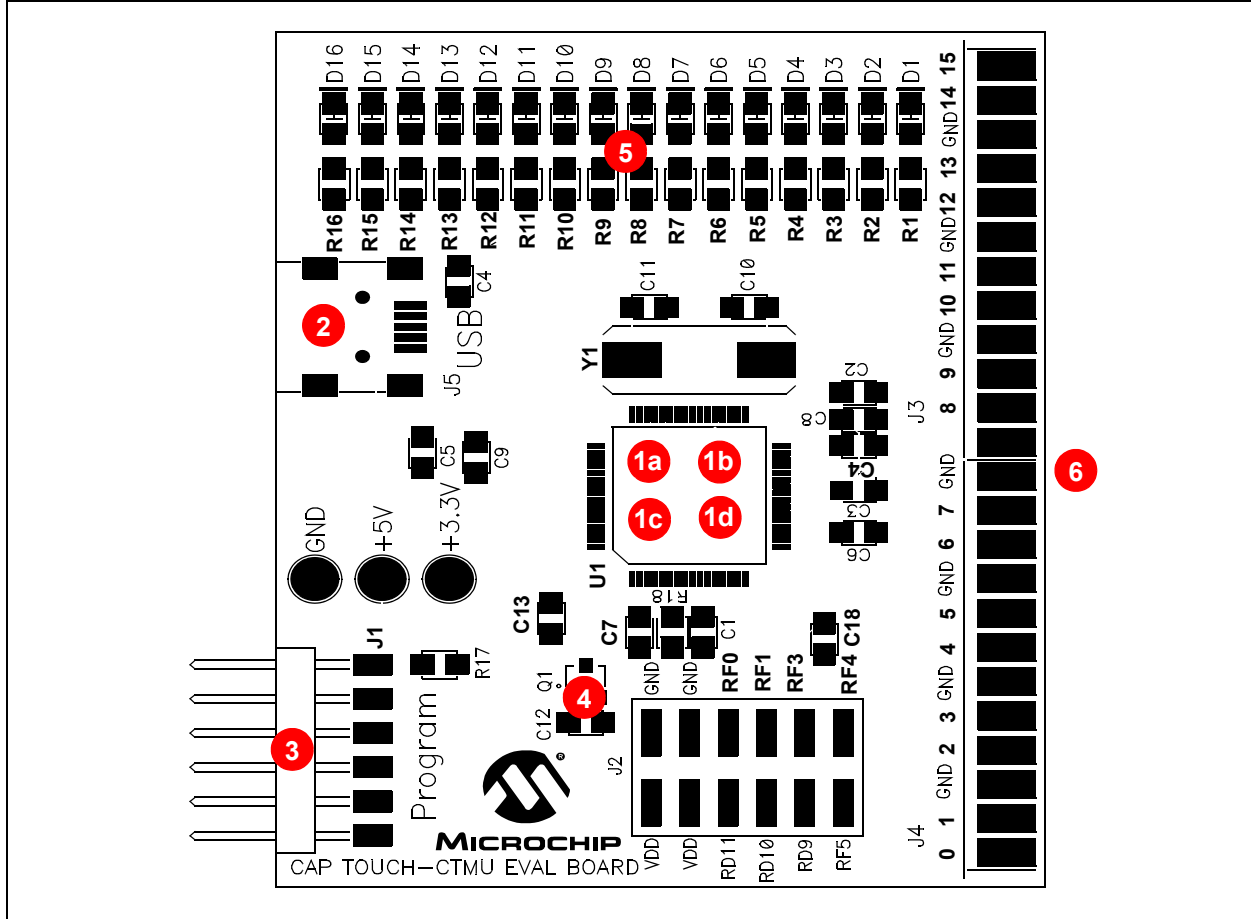 D16 D15 D14 D13 D12 D11 D10 D9 D8 D7 D6 D5 D4 D3 D2 D1
5
R16 R15 R14 R13 R12 R11 R10 R9 R8 R7 R6 R5 R4 R3 R2 R1
15
14
GND
13
12
GND
11
10
GND
9
8
GND
7
6
GND
5
4
GND
3
2
GND
1
0
J3
J4
6
C4
C11
C10
2
USB
J5
Y1
C2
C8
C4
C3
C6
1a 1b
1c 1d
U1
C5
C9
GND +5V +3.3V
R18
C13
C7
C1
C18
J1
R17
Q1
4
C12
3
Program
GND GND RF0 RF1 RF3 RF4
J2
VDD VDD RD11 RD10 RD9 RF5
®
MICROCHIP
CAP TOUCH-CTMU EVAL BOARD